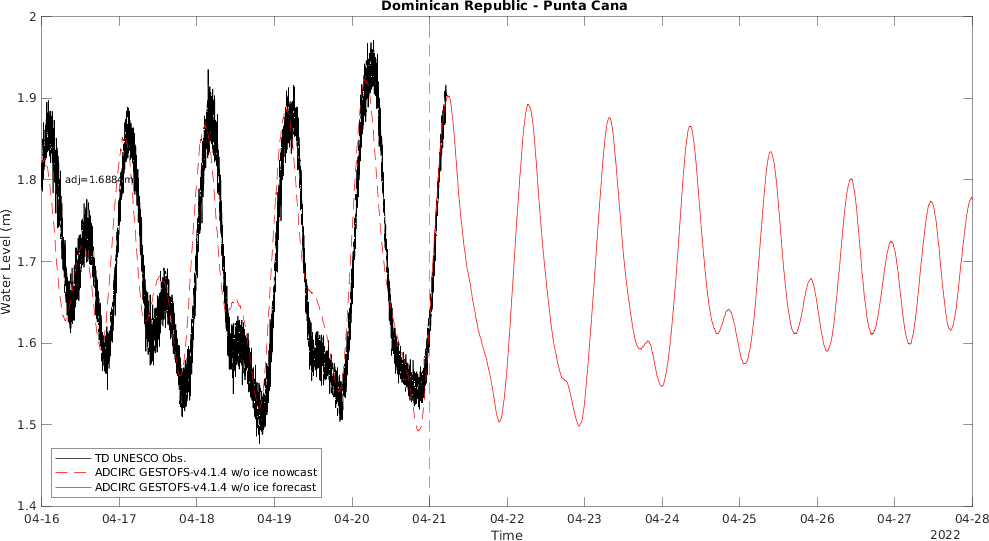 Dominican Republic - Punta Cana
2
1.9
1.8
1.7
1.6
1.5
1.4
Water Level (m)
adj=1.6884m
TD UNESCO Obs.
ADCIRC GESTOFS-v4.1.4 w/o ice nowcast
ADCIRC GESTOFS-v4.1.4 w/o ice forecast
04-16 04-17 04-18 04-19 04-20 04-21 04-22 04-23 04-24 04-25 04-26 04-27 04-28
Time
2022